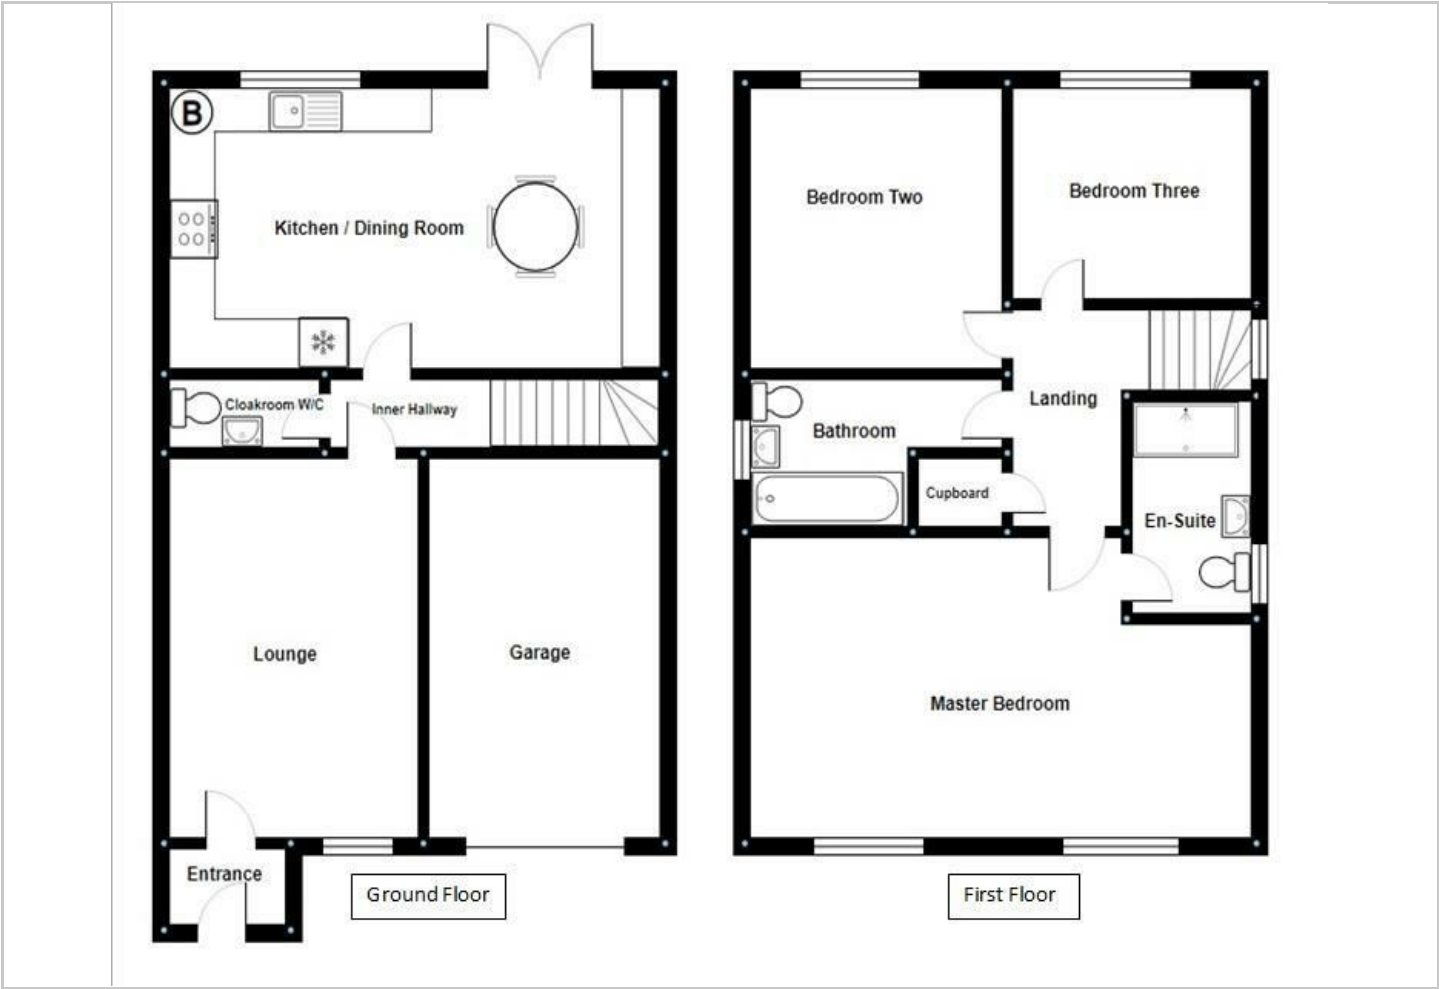 B
Kitchen / Dining Room
Cloakroom W/C
Inner Hallway
Lounge
Garage
Entrance
Ground Floor
Bedroom Two
Bedroom Three
Landing
Bathroom
Cupboard
En-Suite
Master Bedroom
First Floor